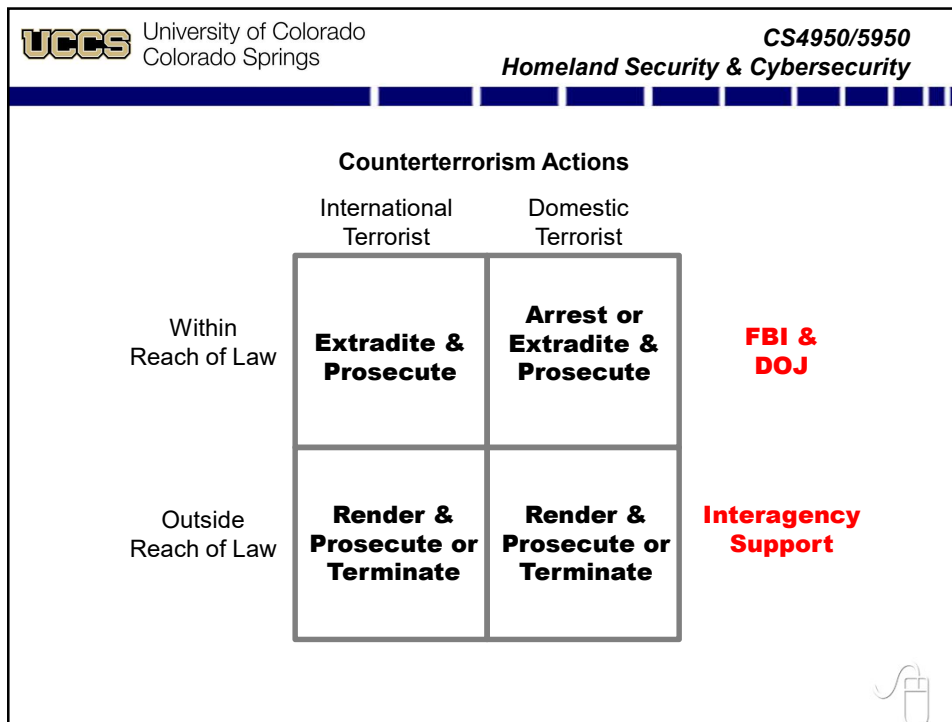 UCCS
University of Colorado
Colorado Springs
CS4950/5950
Homeland Security & Cybersecurity
Counterterrorism Actions
International
Terrorist
Domestic
Terrorist
Within
Reach of Law
Extradite &
Prosecute
Arrest or
Extradite &
Prosecute
FBI &
DOJ
Outside
Reach of Law
Render &
Prosecute or
Terminate
Render &
Prosecute or
Terminate
Interagency
Support